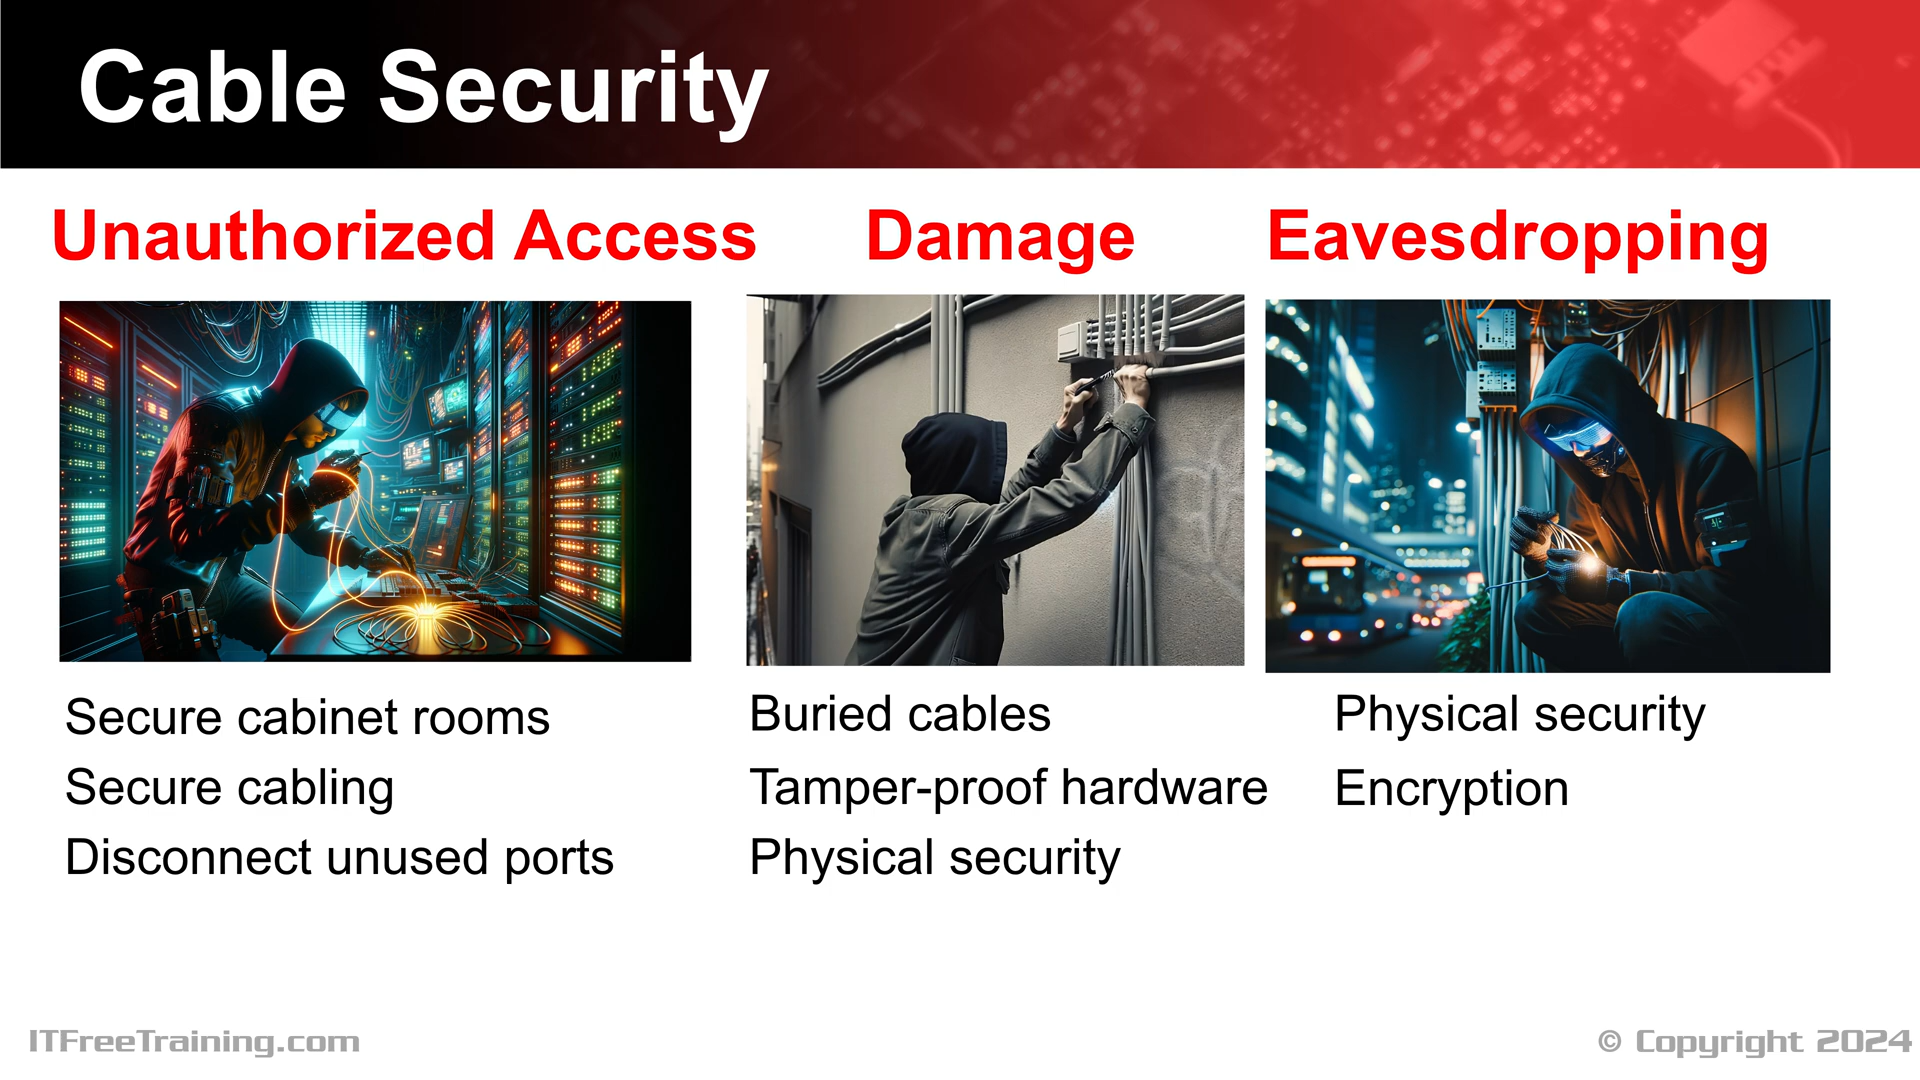 Cable Security
Unauthorized Access
Secure cabinet rooms
Secure cabling
Disconnect unused ports
Damage
Buried cables
Tamper-proof hardware
Physical security
Eavesdropping
Physical security
Encryption
ITFreeTraining.com
© Copyright 2024